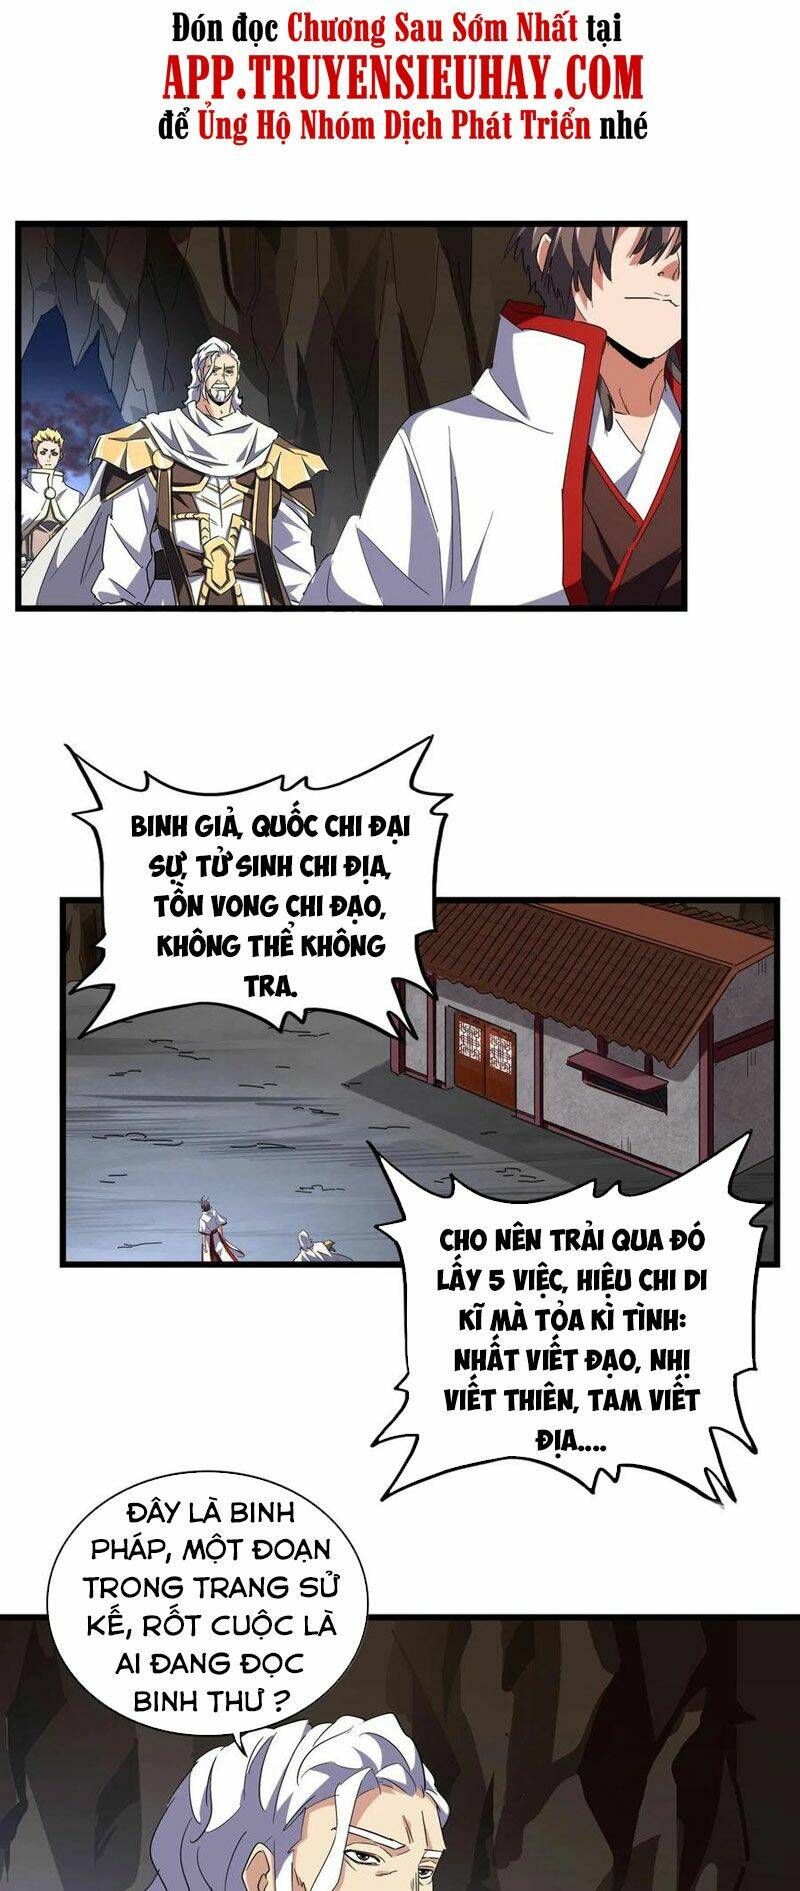 Đón đọc Chương Sau Sớm Nhất tại
APP.TRUYENSIEUHAY.COM
để Ủng Hộ Nhóm Dịch Phát Triển nhé
BINH GIẢ, QUỐC CHI ĐẠI
SỰ, TỬ SINH CHI ĐỊA,
TỒN VONG CHI ĐẠO,
KHÔNG THỂ KHÔNG
TRA.
CHO NÊN TRẢI QUA ĐÓ
LẤY 5 VIỆC, HIỆU CHI DI
KĨ MÀ TỎA KÌ TÌNH:
NHẤT VIẾT ĐẠO, NHỊ
VIẾT THIÊN, TAM VIẾT
ĐỊA....
ĐÂY LÀ BINH
PHÁP, MỘT ĐOẠN
TRONG TRANG SỬ
KẾ, RỐT CUỘC LÀ
AI ĐANG ĐỌC
BINH THƯ ?